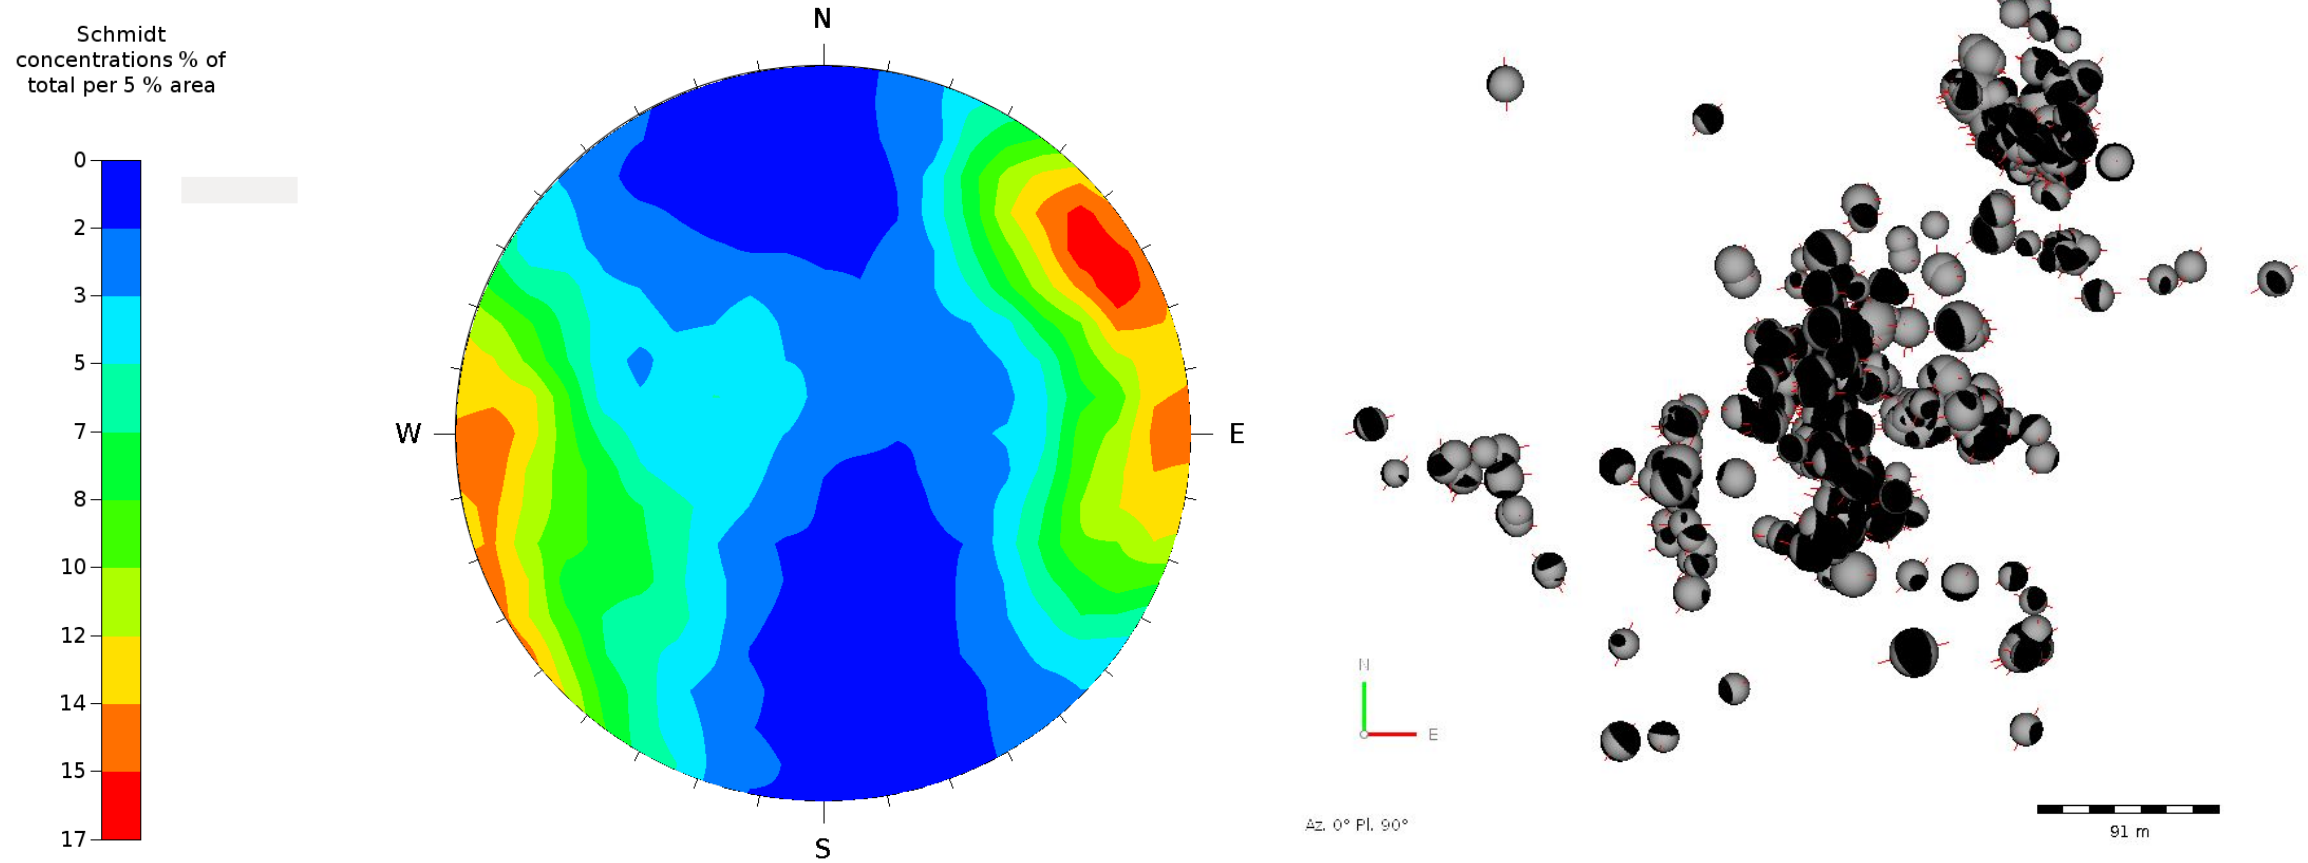 Schmidt
concentrations % of
total per 5 % area
0
2
3
5
7
8
10
12
14
15
17
N
W
E
S
N
E
Az. 0° Pl. 90°
91 m